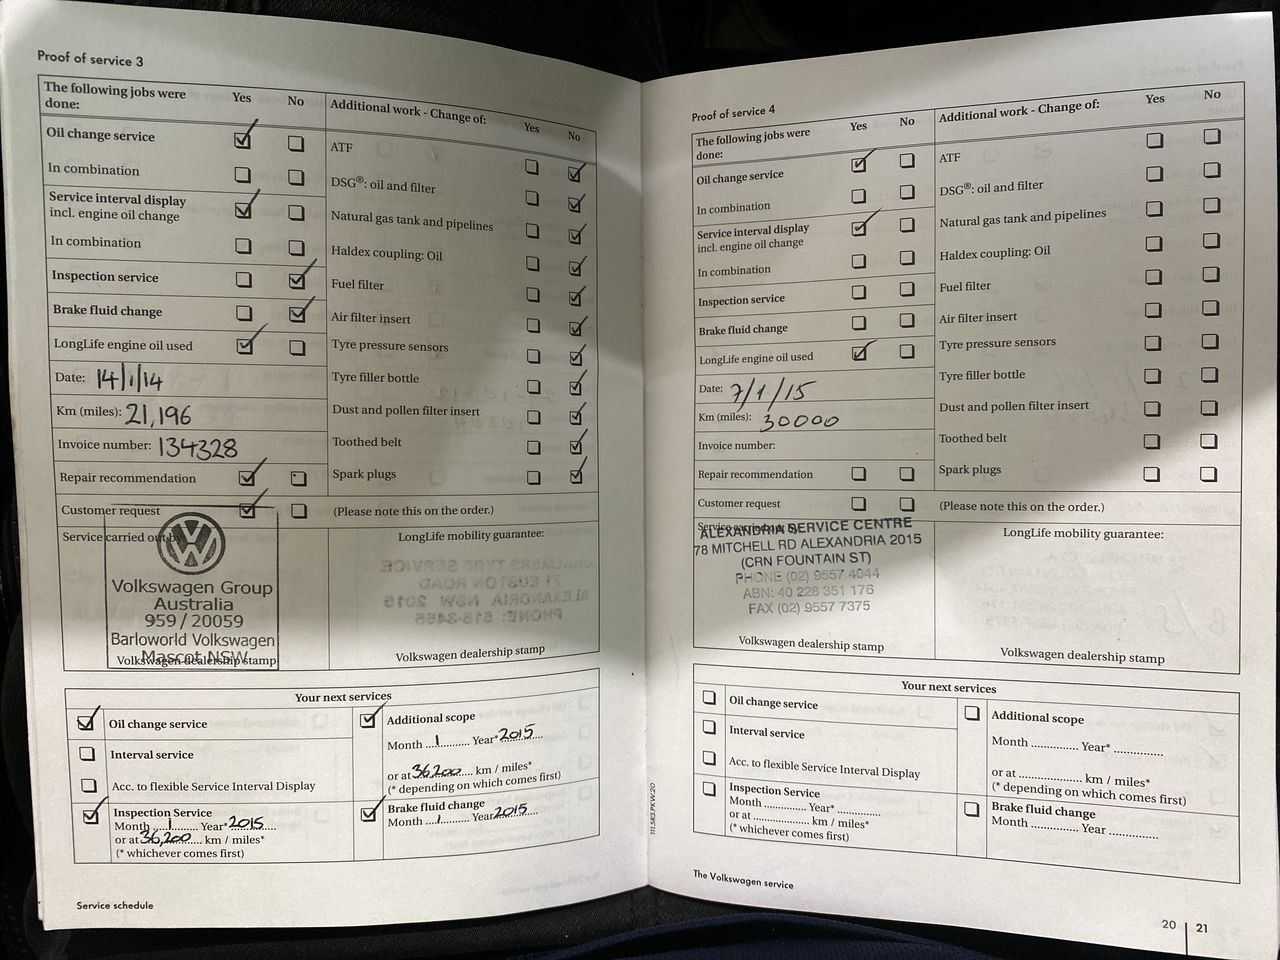 Proof of service 3
The following jobs were done: Yes No
Oil change service
In combination
Service interval display
incl. engine oil change
In combination
Inspection service
Brake fluid change
LongLife engine oil used
Date: 14/1/14
Km (miles): 21,196
Invoice number: 134328
Repair recommendation
Customer request
Additional work - Change of: Yes No
ATF
DSG®: oil and filter
Natural gas tank and pipelines
Haldex coupling: Oil
Fuel filter
Air filter insert
Tyre pressure sensors
Tyre filler bottle
Dust and pollen filter insert
Toothed belt
Spark plugs
(Please note this on the order.)
Service carried out by
Volkswagen Group
Australia
959 / 20059
Barloworld Volkswagen
Mascot NSW
Volkswagen dealership stamp
LongLife mobility guarantee:
Volkswagen dealership stamp
Your next services
Oil change service
Interval service
Acc. to flexible Service Interval Display
Inspection Service
Month 1 Year* 2015
or at 36,200 km / miles*
(* whichever comes first)
Additional scope
Month 1 Year* 2015
or at 36200 km / miles*
(* depending on which comes first)
Brake fluid change
Month 1 Year 2015
Service schedule
Proof of service 4
The following jobs were done: Yes No
Oil change service
In combination
Service interval display
incl. engine oil change
In combination
Inspection service
Brake fluid change
LongLife engine oil used
Date: 7/1/15
Km (miles): 30000
Invoice number:
Repair recommendation
Customer request
Additional work - Change of: Yes No
ATF
DSG®: oil and filter
Natural gas tank and pipelines
Haldex coupling: Oil
Fuel filter
Air filter insert
Tyre pressure sensors
Tyre filler bottle
Dust and pollen filter insert
Toothed belt
Spark plugs
(Please note this on the order.)
ALEXANDRIA SERVICE CENTRE
78 MITCHELL RD ALEXANDRIA 2015
(CRN FOUNTAIN ST)
PHONE (02) 9557 4044
ABN: 40 228 351 176
FAX (02) 9557 7375
Volkswagen dealership stamp
LongLife mobility guarantee:
Volkswagen dealership stamp
Your next services
Oil change service
Interval service
Acc. to flexible Service Interval Display
Inspection Service
Month .............. Year*..............
or at .................... km / miles*
(* whichever comes first)
Additional scope
Month .............. Year* ..............
or at .................... km / miles*
(* depending on which comes first)
Brake fluid change
Month .............. Year ..............
The Volkswagen service
20 | 21